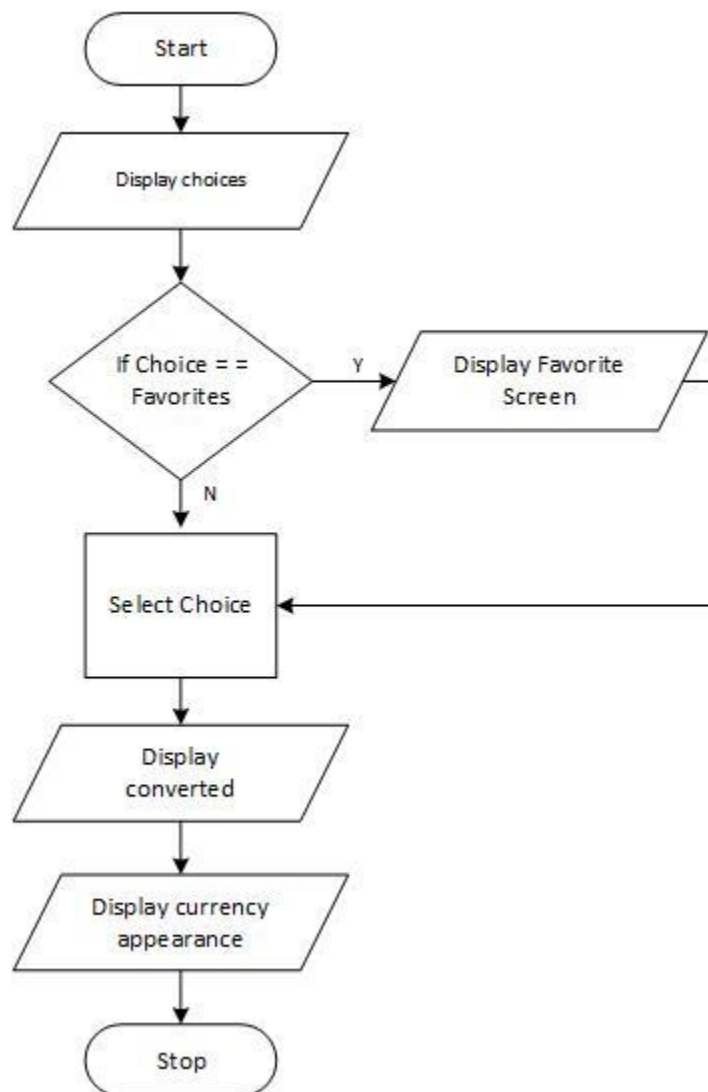 Start
Display choices
If Choice = =
Favorites
Y
Display Favorite
Screen
N
Select Choice
Display
converted
Display currency
appearance
Stop